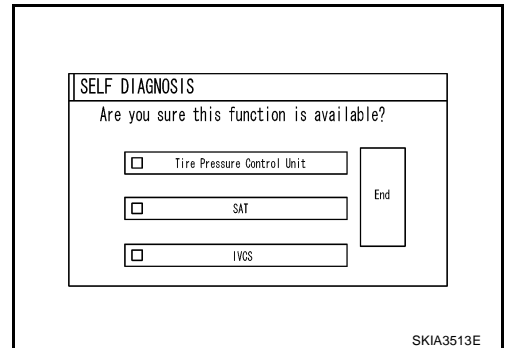 SELF DIAGNOSIS
Are you sure this function is available?
Tire Pressure Control Unit
End
SAT
IVCS
SKIA3513E